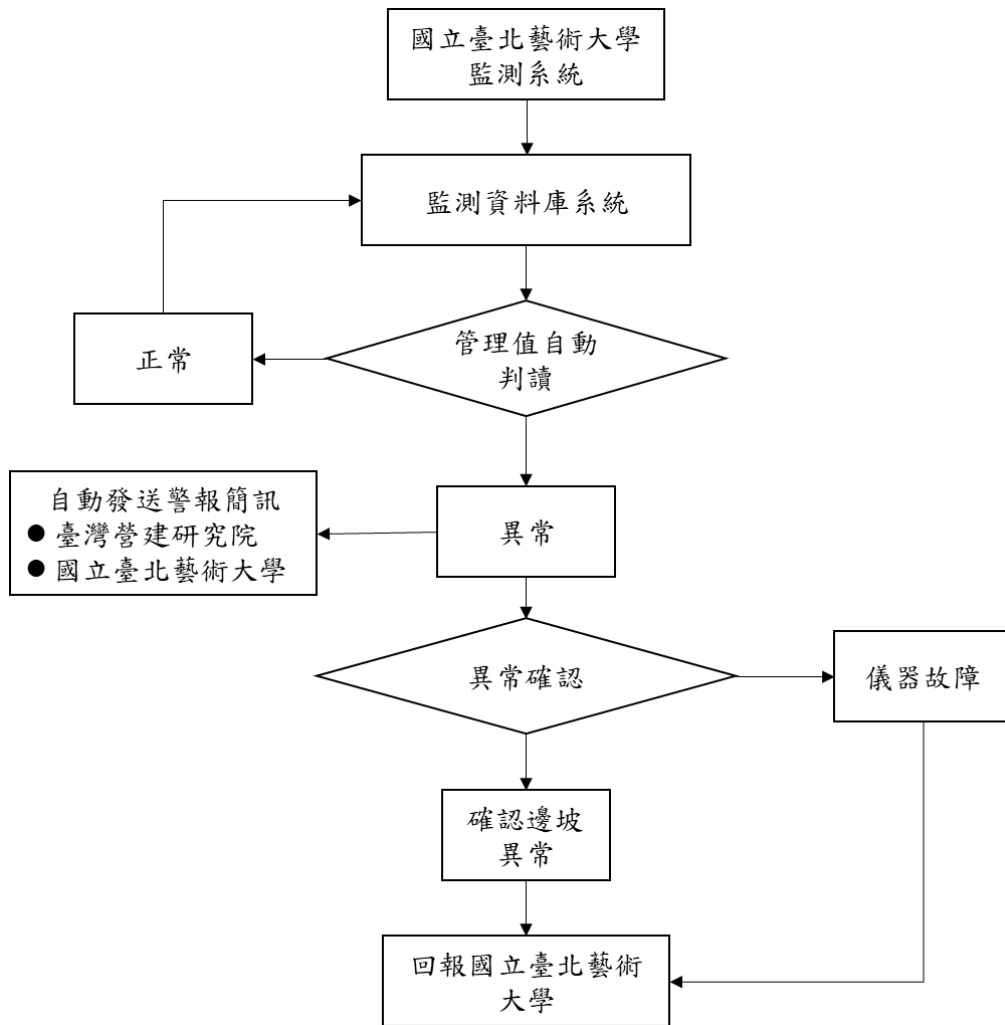 國立臺北藝術大學
監測系統
監測資料庫系統
管理值自動
判讀
正常
異常
自動發送警報簡訊
● 臺灣營建研究院
● 國立臺北藝術大學
異常確認
儀器故障
確認邊坡
異常
回報國立臺北藝術
大學